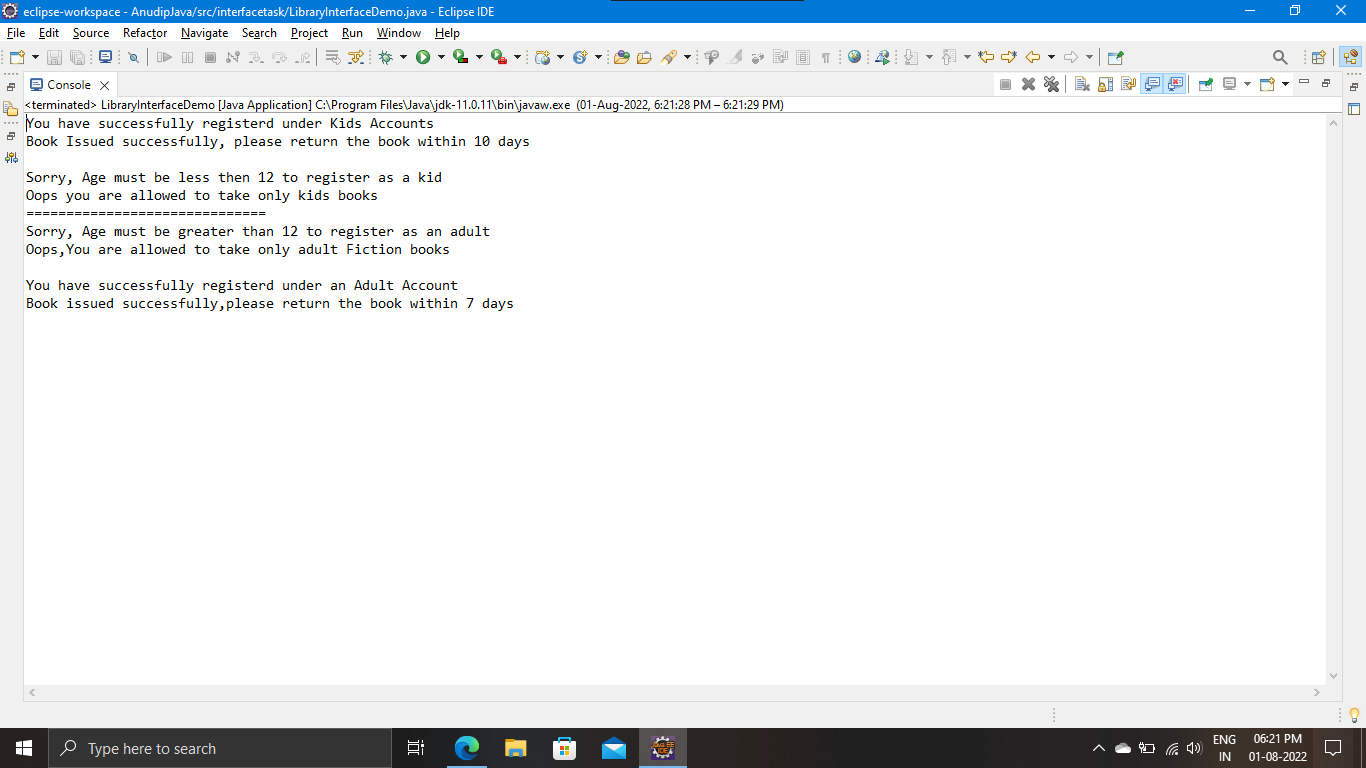 eclipse-workspace - AnudipJava/src/interfacetask/LibraryInterfaceDemo.java - Eclipse IDE
File Edit Source Refactor Navigate Search Project Run Window Help
Console
<terminated> LibraryInterfaceDemo [Java Application] C:\Program Files\Java\jdk-11.0.11\bin\javaw.exe (01-Aug-2022, 6:21:28 PM – 6:21:29 PM)
You have successfully registerd under Kids Accounts
Book Issued successfully, please return the book within 10 days
Sorry, Age must be less then 12 to register as a kid
Oops you are allowed to take only kids books
==============================
Sorry, Age must be greater than 12 to register as an adult
Oops,You are allowed to take only adult Fiction books
You have successfully registerd under an Adult Account
Book issued successfully,please return the book within 7 days
Type here to search
ENG
IN
06:21 PM
01-08-2022